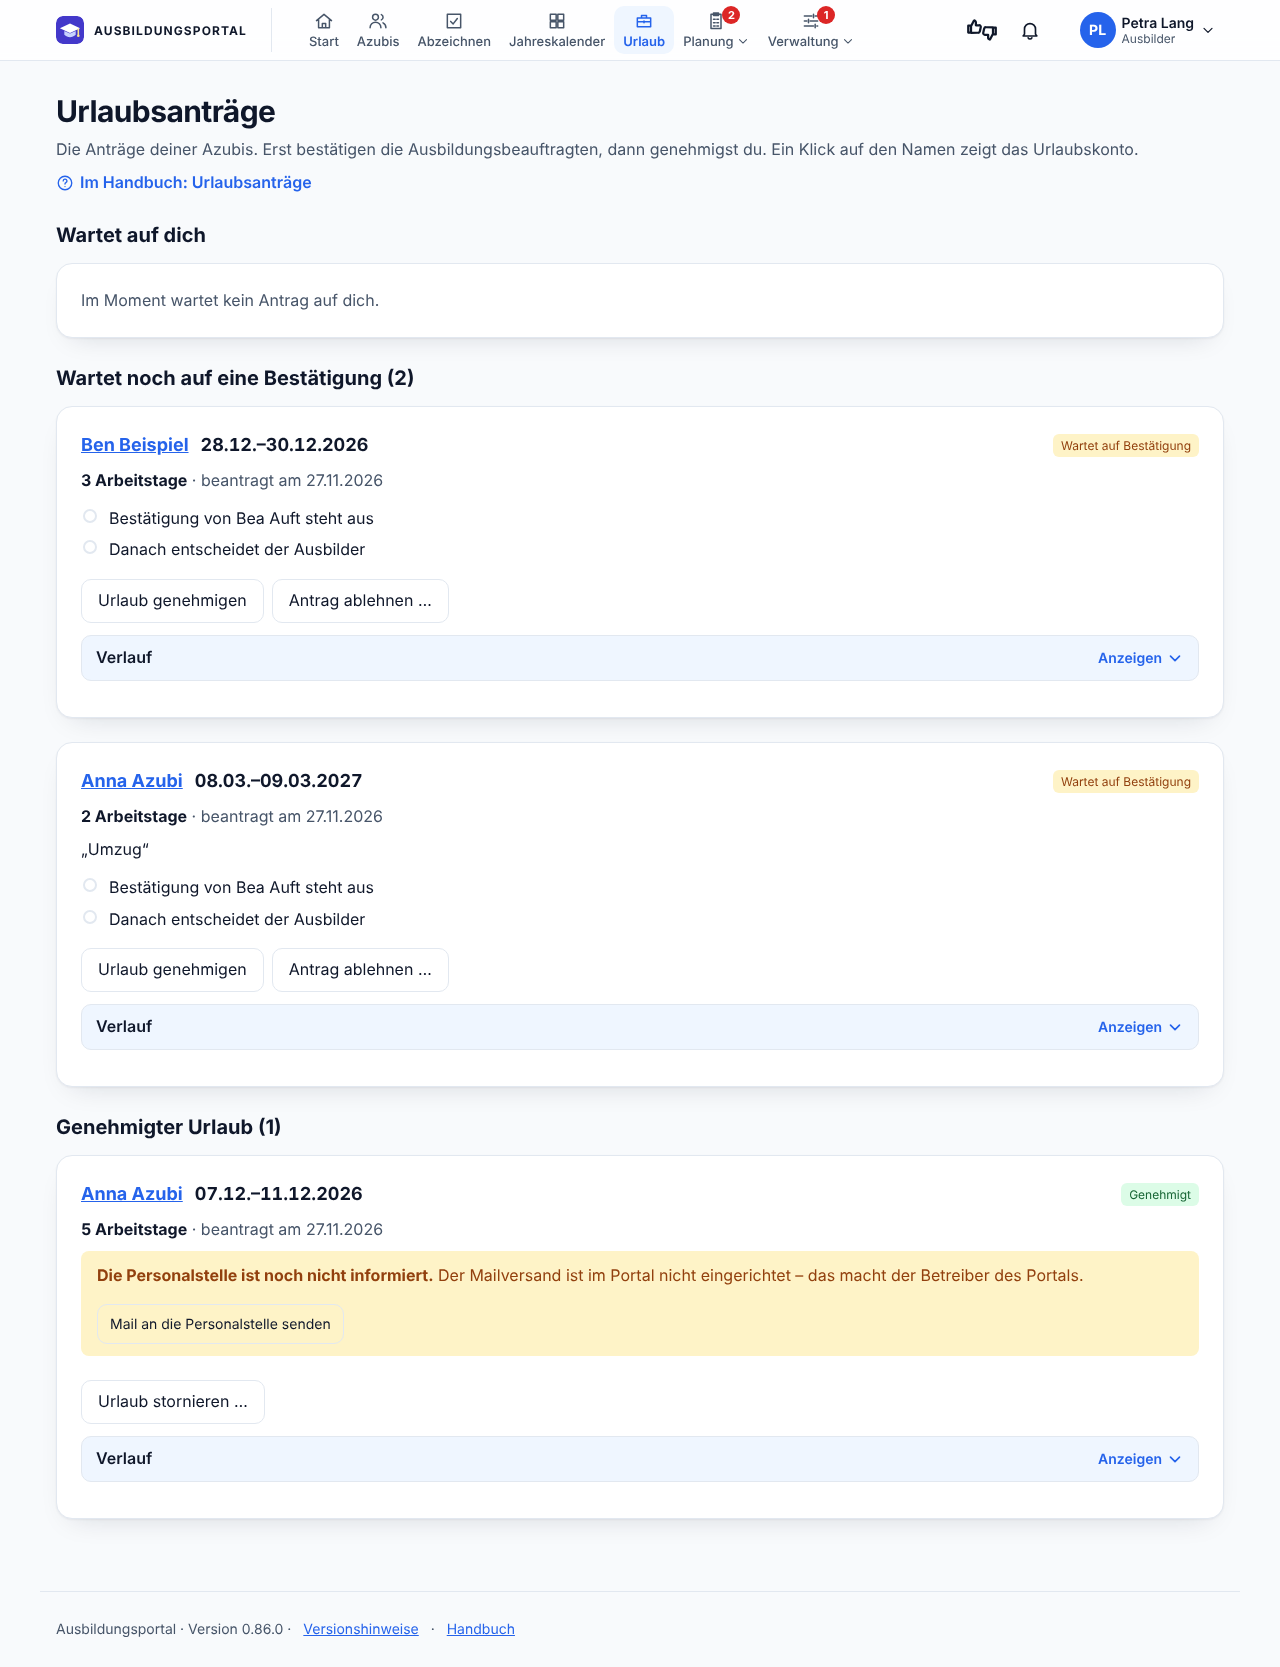 AUSBILDUNGSPORTAL
Start
Azubis
Abzeichnen
Jahreskalender
Urlaub
2
Planung
1
Verwaltung
PL
Petra Lang
Ausbilder
Urlaubsanträge
Die Anträge deiner Azubis. Erst bestätigen die Ausbildungsbeauftragten, dann genehmigst du. Ein Klick auf den Namen zeigt das Urlaubskonto.
Im Handbuch: Urlaubsanträge
Wartet auf dich
Im Moment wartet kein Antrag auf dich.
Wartet noch auf eine Bestätigung (2)
Ben Beispiel 28.12.–30.12.2026
Wartet auf Bestätigung
3 Arbeitstage · beantragt am 27.11.2026
Bestätigung von Bea Auft steht aus
Danach entscheidet der Ausbilder
Urlaub genehmigen
Antrag ablehnen …
Verlauf
Anzeigen
Anna Azubi 08.03.–09.03.2027
Wartet auf Bestätigung
2 Arbeitstage · beantragt am 27.11.2026
„Umzug“
Bestätigung von Bea Auft steht aus
Danach entscheidet der Ausbilder
Urlaub genehmigen
Antrag ablehnen …
Verlauf
Anzeigen
Genehmigter Urlaub (1)
Anna Azubi 07.12.–11.12.2026
Genehmigt
5 Arbeitstage · beantragt am 27.11.2026
Die Personalstelle ist noch nicht informiert. Der Mailversand ist im Portal nicht eingerichtet – das macht der Betreiber des Portals.
Mail an die Personalstelle senden
Urlaub stornieren …
Verlauf
Anzeigen
Ausbildungsportal · Version 0.86.0 · Versionshinweise · Handbuch